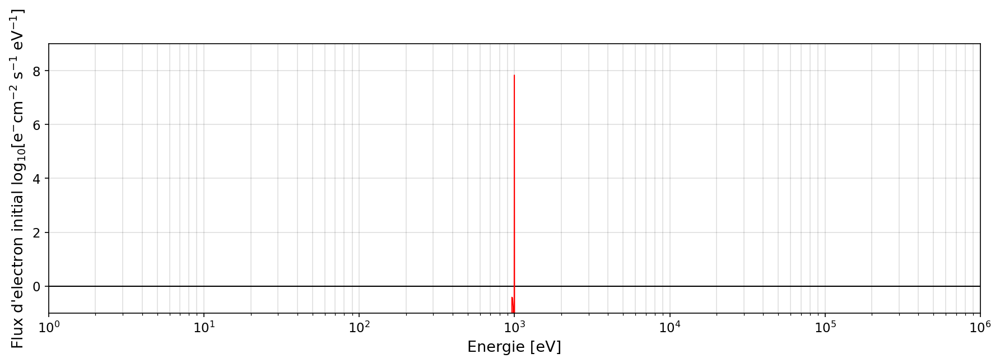 Flux d'electron initial log₁₀[e⁻cm⁻² s⁻¹ eV⁻¹]
8
6
4
2
0
10⁰ 10¹ 10² 10³ 10⁴ 10⁵ 10⁶
Energie [eV]